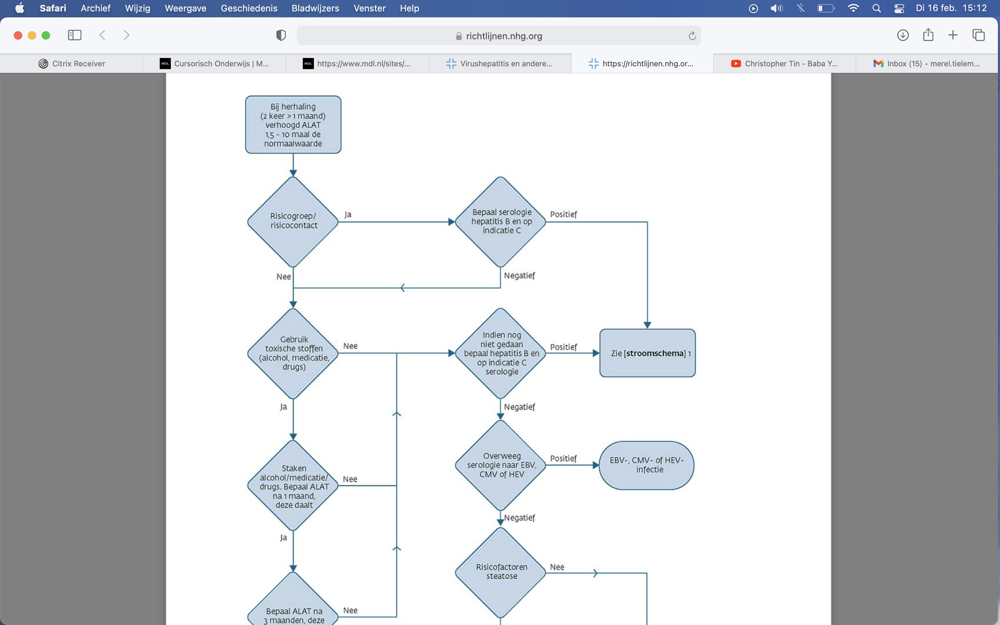 Safari Archief Wijzig Weergave Geschiedenis Bladwijzers Venster Help Di 16 feb. 15:12
richtlijnen.nhg.org
Citrix Receiver
MDL Cursorisch Onderwijs | M...
MDL https://www.mdl.nl/sites/...
Virushepatitis en andere...
https://richtlijnen.nhg.or...
Christopher Tin - Baba Y...
Inbox (15) - merel.tielem...
Bij herhaling
(2 keer > 1 maand)
verhoogd ALAT
1,5 - 10 maal de
normaalwaarde
Risicogroep/
risicocontact
Ja
Bepaal serologie
hepatitis B en op
indicatie C
Positief
Nee
Negatief
Gebruik
toxische stoffen
(alcohol, medicatie,
drugs)
Nee
Indien nog
niet gedaan
bepaal hepatitis B en
op indicatie C
serologie
Positief
Zie [stroomschema] 1
Ja
Negatief
Overweeg
serologie naar EBV,
CMV of HEV
Positief
EBV-, CMV- of HEV-
infectie
Staken
alcohol/medicatie/
drugs. Bepaal ALAT
na 1 maand,
deze daalt
Nee
Negatief
Ja
Risicofactoren
steatose
Nee
Bepaal ALAT na
3 maanden, deze
Nee